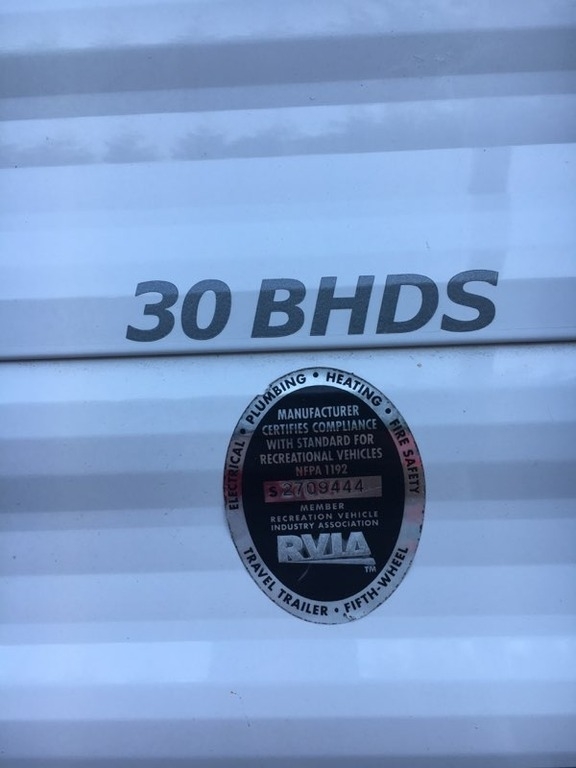 30 BHDS
ELECTRICAL • PLUMBING • HEATING • FIRE SAFETY
MANUFACTURER
CERTIFIES COMPLIANCE
WITH STANDARD FOR
RECREATIONAL VEHICLES
NFPA 1192
S 2709444
MEMBER
RECREATION VEHICLE
INDUSTRY ASSOCIATION
RVIA
TM
TRAVEL TRAILER • FIFTH-WHEEL